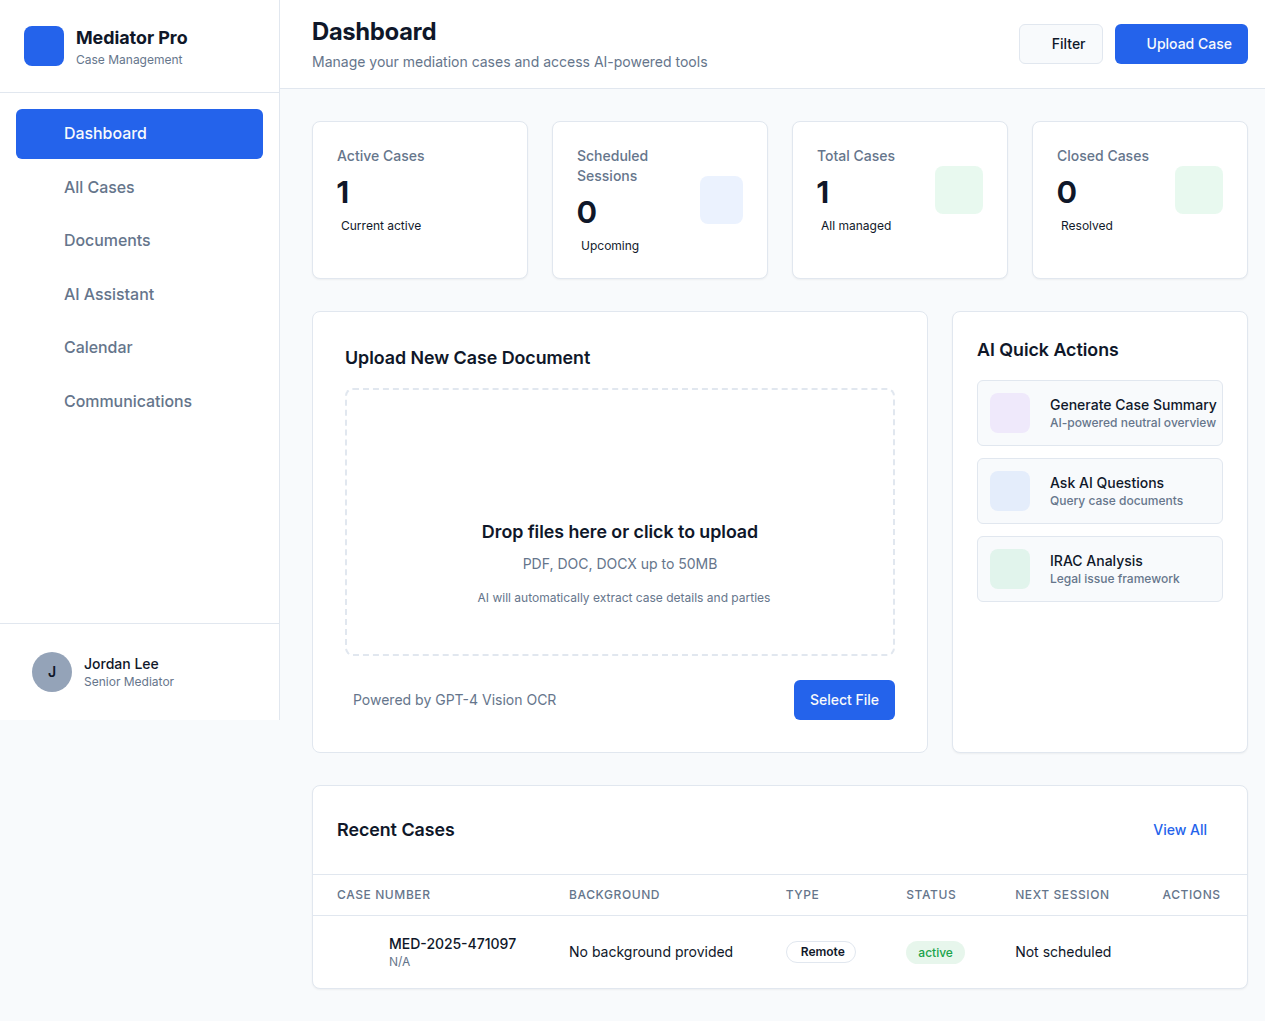 Mediator Pro
Case Management
Dashboard
All Cases
Documents
AI Assistant
Calendar
Communications
J
Jordan Lee
Senior Mediator
Dashboard
Manage your mediation cases and access AI-powered tools
Filter
Upload Case
Active Cases
1
Current active
Scheduled
Sessions
0
Upcoming
Total Cases
1
All managed
Closed Cases
0
Resolved
Upload New Case Document
Drop files here or click to upload
PDF, DOC, DOCX up to 50MB
AI will automatically extract case details and parties
Powered by GPT-4 Vision OCR
Select File
AI Quick Actions
Generate Case Summary
AI-powered neutral overview
Ask AI Questions
Query case documents
IRAC Analysis
Legal issue framework
Recent Cases
View All
CASE NUMBER BACKGROUND TYPE STATUS NEXT SESSION ACTIONS
MED-2025-471097
N/A
No background provided
Remote
active
Not scheduled